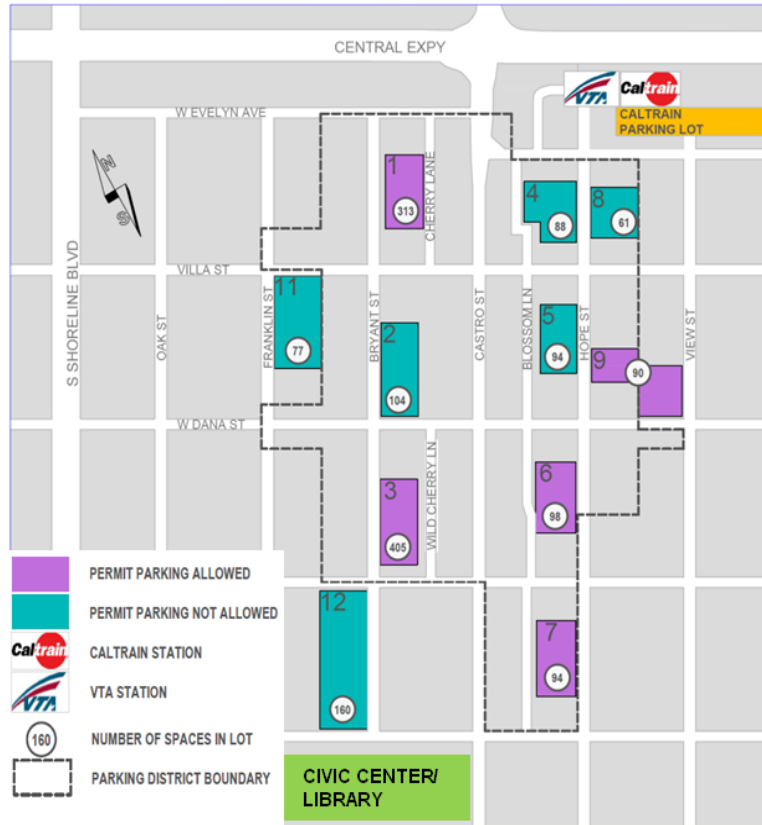 CENTRAL EXPY
VTA
Caltrain
CALTRAIN
PARKING LOT
W EVELYN AVE
N
S
1
313
CHERRY LANE
4
88
8
61
S SHORELINE BLVD
VILLA ST
OAK ST
FRANKLIN ST
11
77
BRYANT ST
2
104
CASTRO ST
BLOSSOM LN
5
94
HOPE ST
9
90
VIEW ST
W DANA ST
3
405
WILD CHERRY LN
6
98
12
160
7
94
PERMIT PARKING ALLOWED
PERMIT PARKING NOT ALLOWED
Caltrain
CALTRAIN STATION
VTA
VTA STATION
160
NUMBER OF SPACES IN LOT
PARKING DISTRICT BOUNDARY
CIVIC CENTER/
LIBRARY